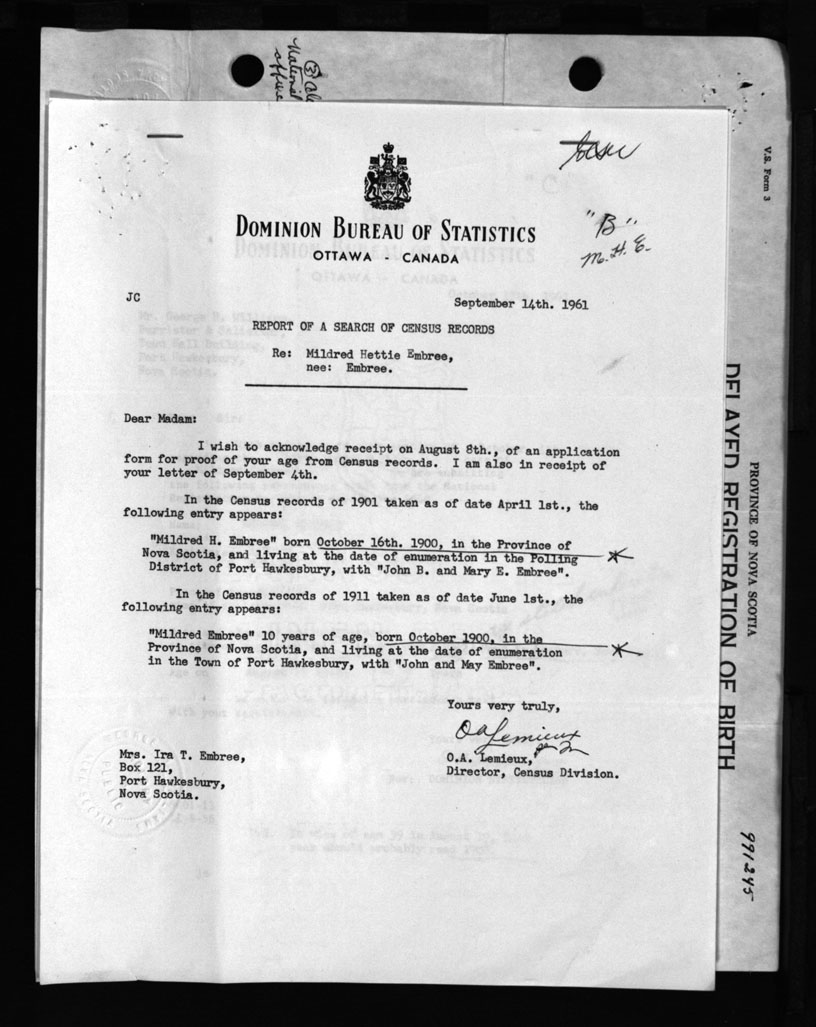 National
office
V.S. Form 3
"B"
M.H.E.
DOMINION BUREAU OF STATISTICS
OTTAWA - CANADA
JC
September 14th. 1961
REPORT OF A SEARCH OF CENSUS RECORDS
Re: Mildred Hettie Embree,
nee: Embree.
Dear Madam:
I wish to acknowledge receipt on August 8th., of an application
form for proof of your age from Census records. I am also in receipt of
your letter of September 4th.
In the Census records of 1901 taken as of date April 1st., the
following entry appears:
"Mildred H. Embree" born October 16th. 1900, in the Province of
Nova Scotia, and living at the date of enumeration in the Polling
District of Port Hawkesbury, with "John B. and Mary E. Embree".
In the Census records of 1911 taken as of date June 1st., the
following entry appears:
"Mildred Embree" 10 years of age, born October 1900, in the
Province of Nova Scotia, and living at the date of enumeration
in the Town of Port Hawkesbury, with "John and May Embree".
Yours very truly,
OA Lemieux
O.A. Lemieux,
Director, Census Division.
Mrs. Ira T. Embree,
Box 121,
Port Hawkesbury,
Nova Scotia.
PROVINCE OF NOVA SCOTIA
DELAYED REGISTRATION OF BIRTH
991245